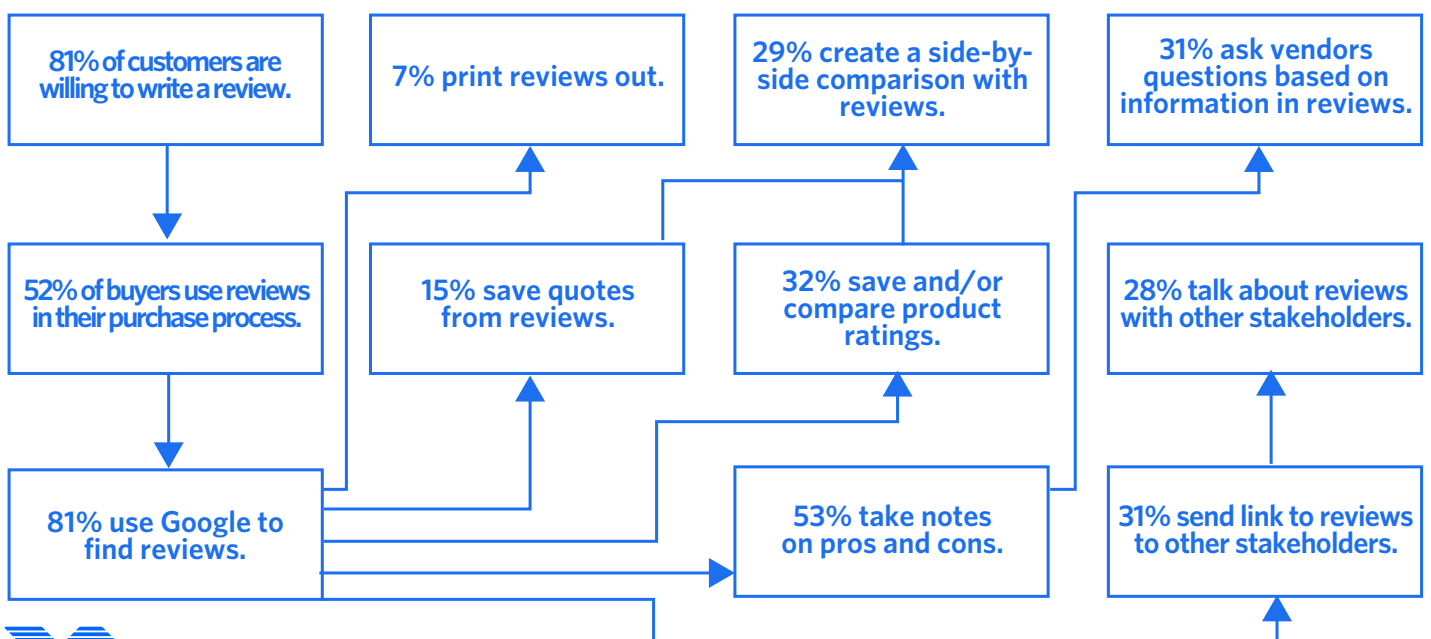 81% of customers are
willing to write a review.
7% print reviews out.
29% create a side-by-
side comparison with
reviews.
31% ask vendors
questions based on
information in reviews.
52% of buyers use reviews
in their purchase process.
15% save quotes
from reviews.
32% save and/or
compare product
ratings.
28% talk about reviews
with other stakeholders.
81% use Google to
find reviews.
53% take notes
on pros and cons.
31% send link to reviews
to other stakeholders.